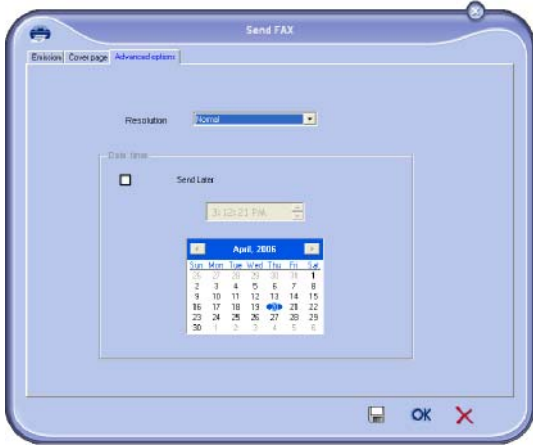 Send FAX
Emission Cover page Advanced options
Resolution Normal
Date time
Send Later
3:12:21 PM
April, 2006
Sun Mon Tue Wed Thu Fri Sat
26 27 28 29 30 31 1
2 3 4 5 6 7 8
9 10 11 12 13 14 15
16 17 18 19 20 21 22
23 24 25 26 27 28 29
30 1 2 3 4 5 6
OK